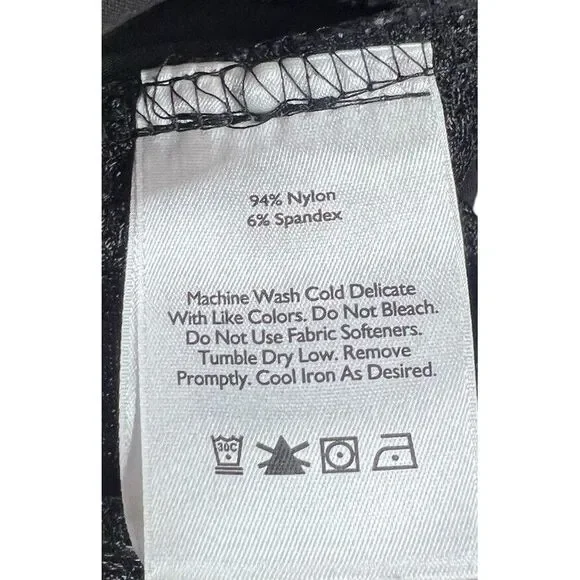 94% Nylon
6% Spandex
Machine Wash Cold Delicate
With Like Colors. Do Not Bleach.
Do Not Use Fabric Softeners.
Tumble Dry Low. Remove
Promptly. Cool Iron As Desired.
30C